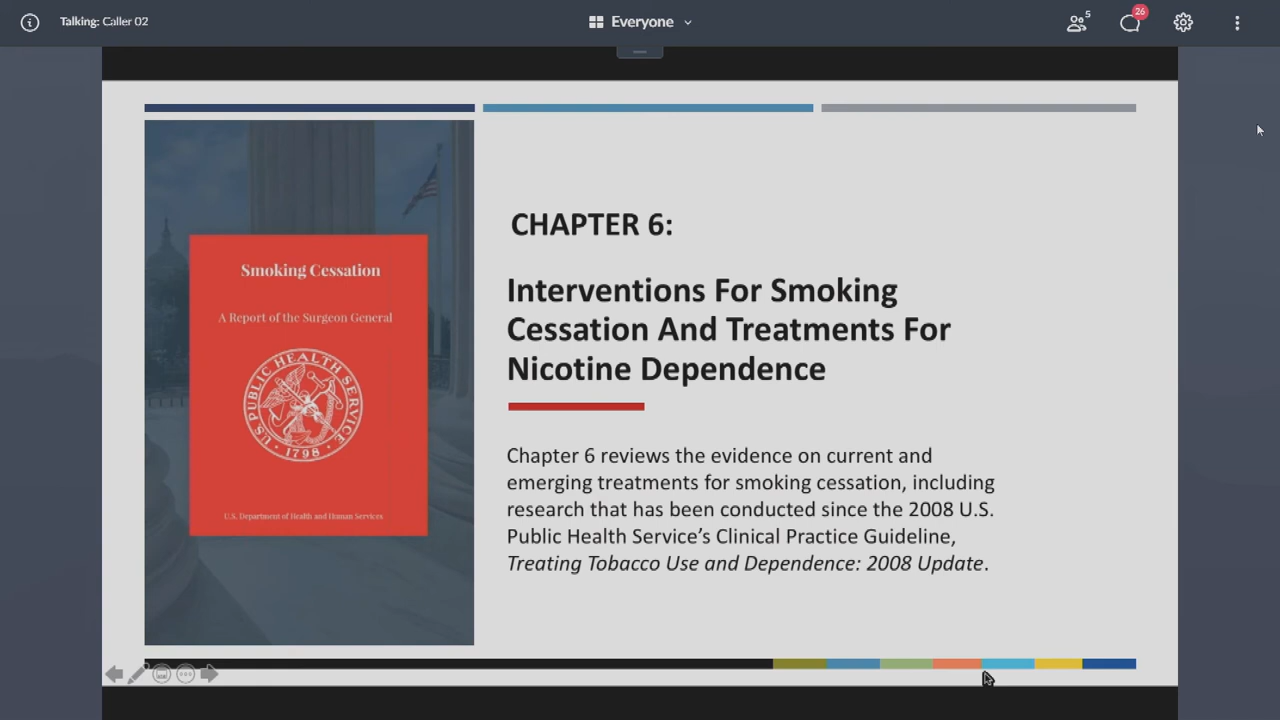 Talking: Caller 02
Everyone
5
26
Smoking Cessation
A Report of the Surgeon General
US PUBLIC HEALTH SERVICE
1798
U.S. Department of Health and Human Services
CHAPTER 6:
Interventions For Smoking
Cessation And Treatments For
Nicotine Dependence
Chapter 6 reviews the evidence on current and
emerging treatments for smoking cessation, including
research that has been conducted since the 2008 U.S.
Public Health Service’s Clinical Practice Guideline,
Treating Tobacco Use and Dependence: 2008 Update.